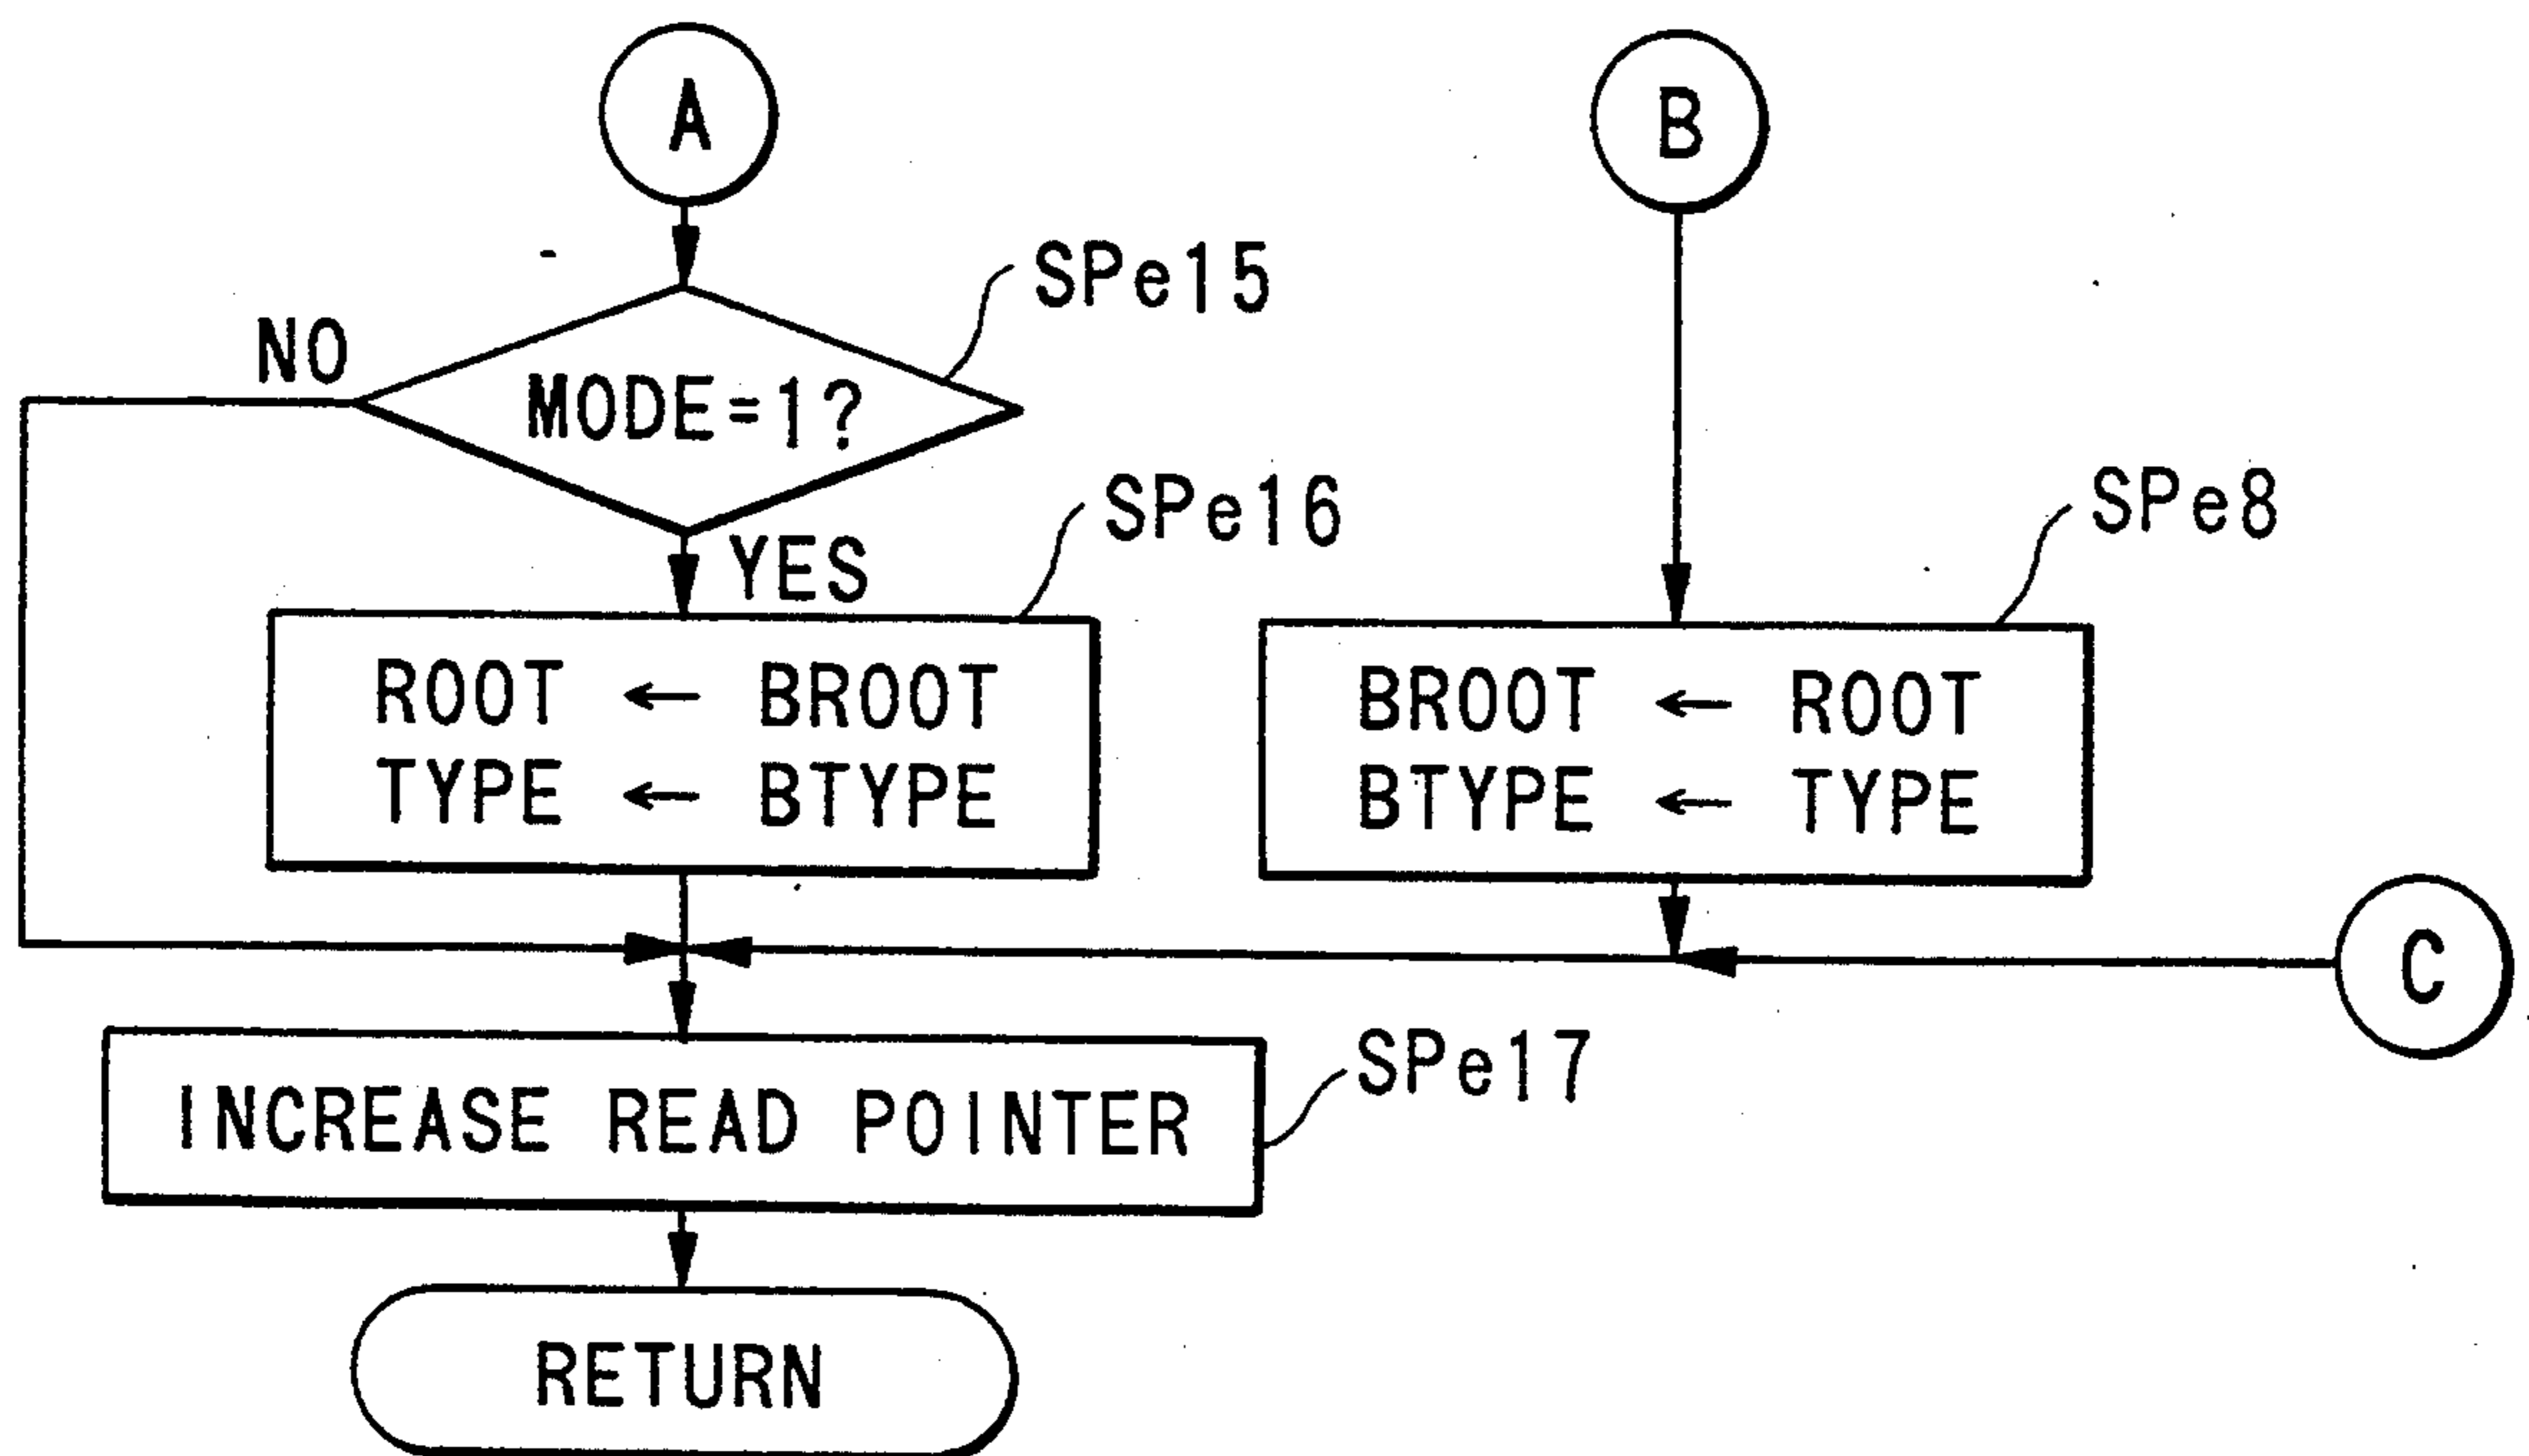 A
B
SPe15
NO
MODE=1?
SPe16
SPe8
YES
ROOT ← BROOT
TYPE ← BTYPE
BROOT ← ROOT
BTYPE ← TYPE
C
SPe17
INCREASE READ POINTER
RETURN